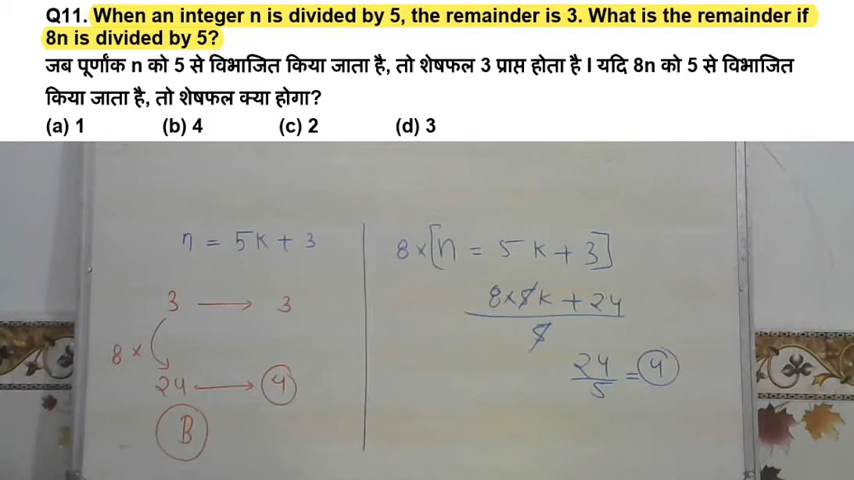 Q11. When an integer n is divided by 5, the remainder is 3. What is the remainder if
8n is divided by 5?
जब पूर्णांक n को 5 से विभाजित किया जाता है, तो शेषफल 3 प्राप्त होता है I यदि 8n को 5 से विभाजित
किया जाता है, तो शेषफल क्या होगा?
(a) 1 (b) 4 (c) 2 (d) 3
n = 5k + 3
3 → 3
8 ×
24 → 4
B
8×[n = 5k + 3]
8×5k + 24
5
24/5 = 4